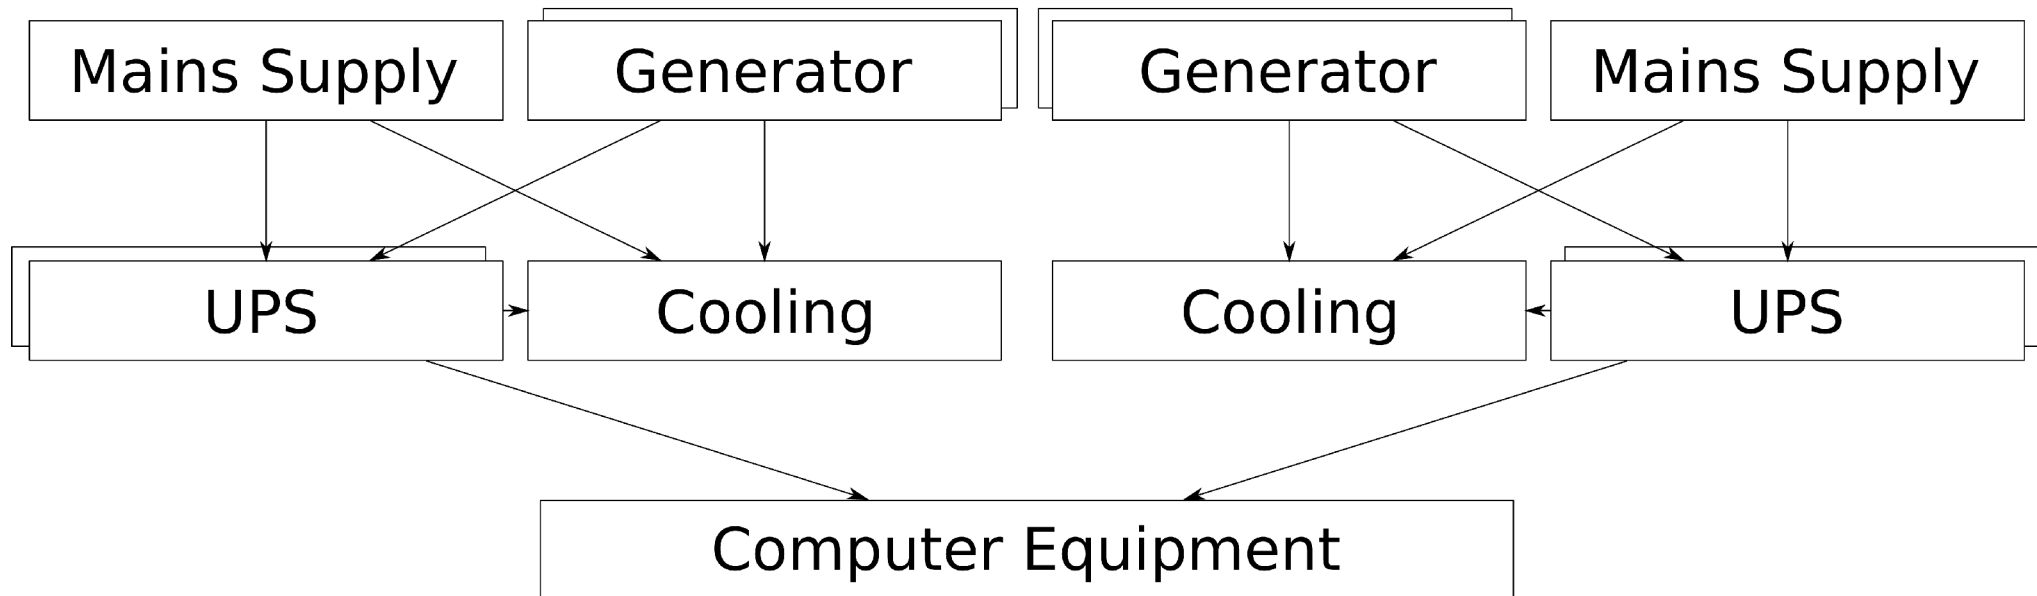 Mains Supply
Generator
Generator
Mains Supply
UPS
Cooling
Cooling
UPS
Computer Equipment